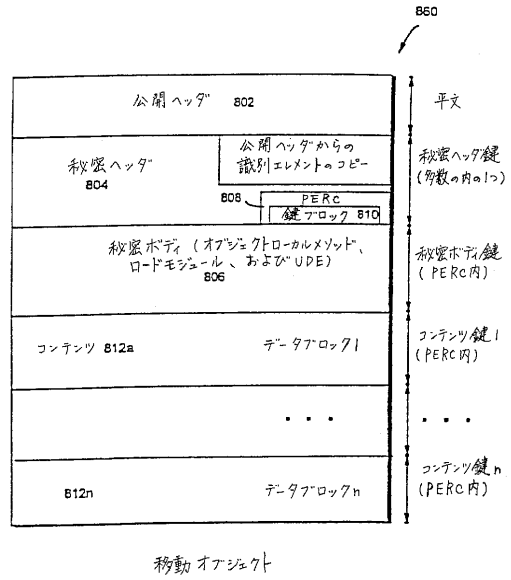 860
公開ヘッダ 802
平文
秘密ヘッダ
804
公開ヘッダからの
識別エレメントのコピー
秘密ヘッダ鍵
(多数の内の1つ)
808
PERC
鍵ブロック 810
秘密ボディ (オブジェクトローカルメソッド、
ロードモジュール、およびUDE)
806
秘密ボディ鍵
(PERC内)
コンテンツ 812a
データブロック1
コンテンツ鍵1
(PERC内)
・・・
・・・
812n
データブロックn
コンテンツ鍵n
(PERC内)
移動オブジェクト